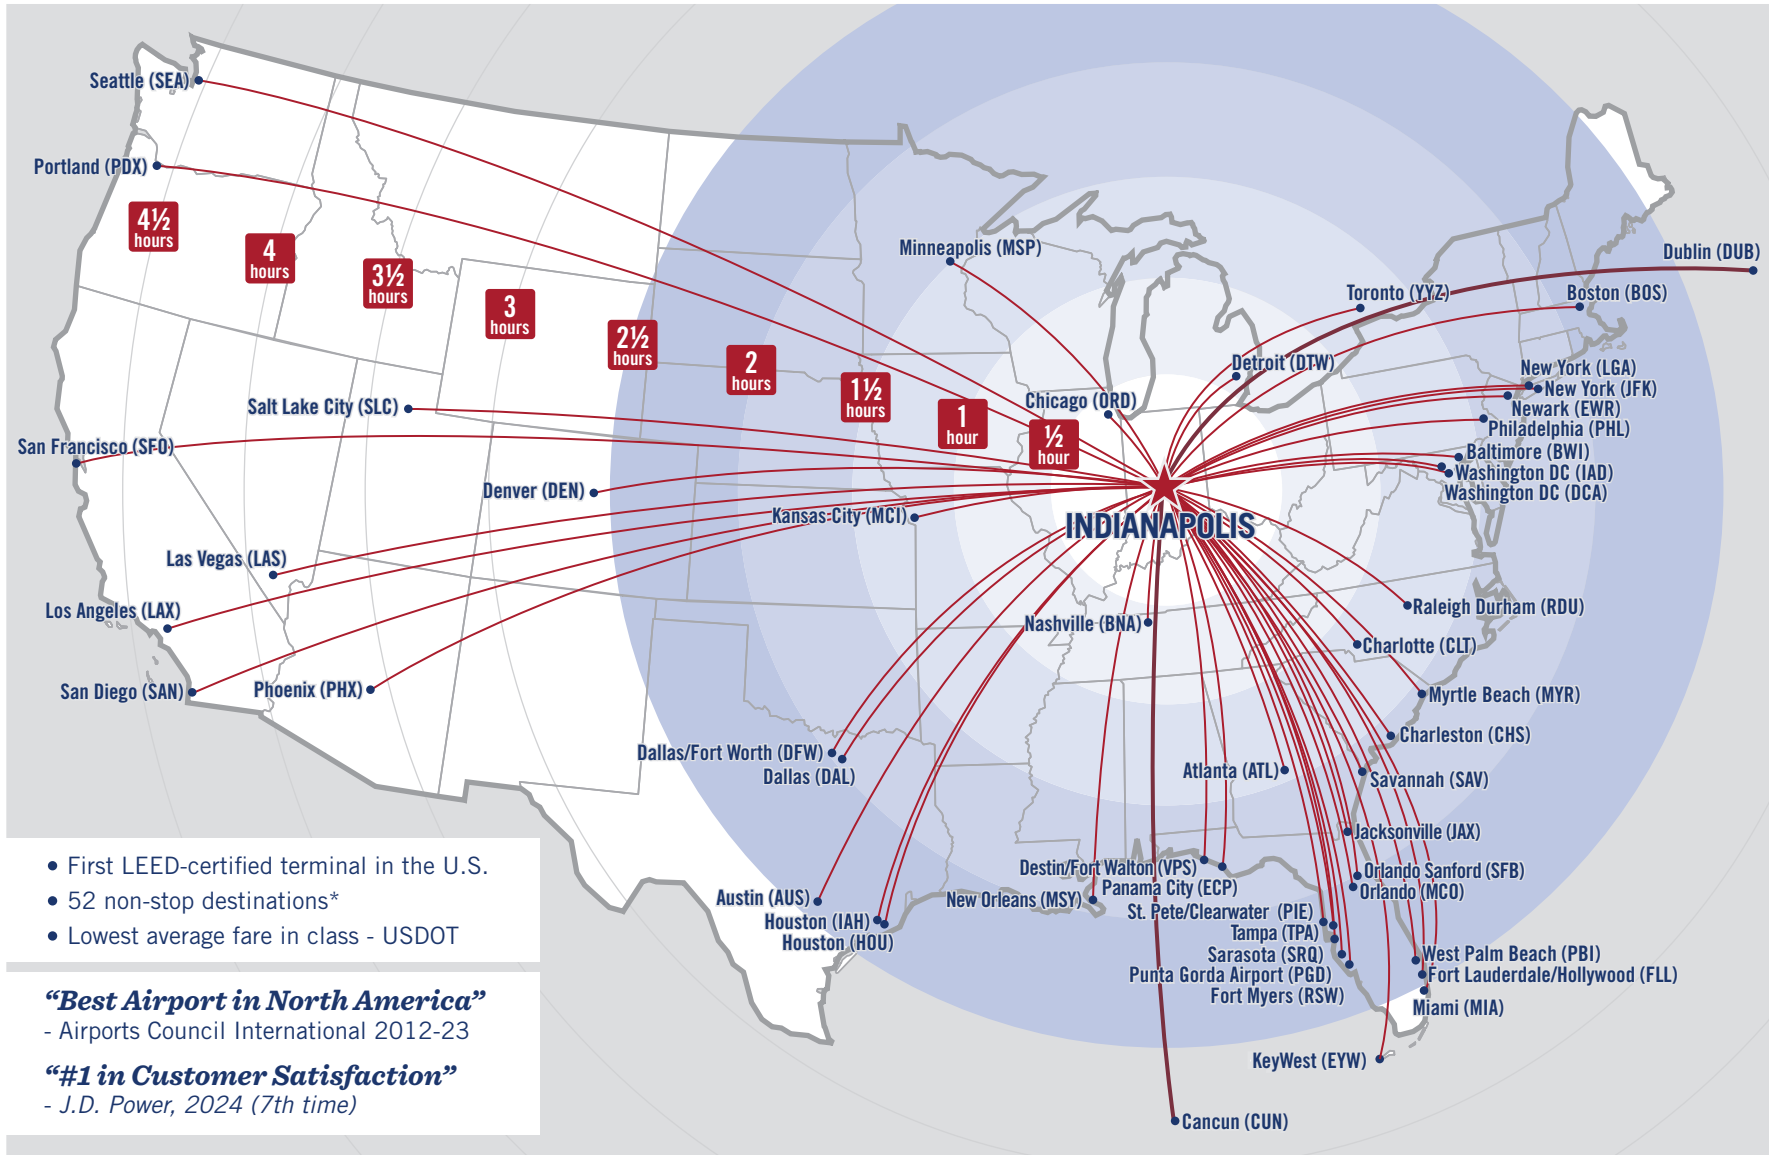 Seattle (SEA)
Portland (PDX)
4½
hours
4
hours
3½
hours
3
hours
2½
hours
2
hours
1½
hours
1
hour
½
hour
Minneapolis (MSP)
Dublin (DUB)
Toronto (YYZ)
Boston (BOS)
Detroit (DTW)
New York (LGA)
New York (JFK)
Chicago (ORD)
Newark (EWR)
Salt Lake City (SLC)
Philadelphia (PHL)
San Francisco (SFO)
Baltimore (BWI)
Washington DC (IAD)
Denver (DEN)
Washington DC (DCA)
Kansas City (MCI)
INDIANAPOLIS
Las Vegas (LAS)
Los Angeles (LAX)
Raleigh Durham (RDU)
Nashville (BNA)
Charlotte (CLT)
San Diego (SAN)
Phoenix (PHX)
Myrtle Beach (MYR)
Charleston (CHS)
Dallas/Fort Worth (DFW)
Dallas (DAL)
Atlanta (ATL)
Savannah (SAV)
Jacksonville (JAX)
Destin/Fort Walton (VPS)
Orlando Sanford (SFB)
Panama City (ECP)
Orlando (MCO)
Austin (AUS)
New Orleans (MSY)
St. Pete/Clearwater (PIE)
Houston (IAH)
Tampa (TPA)
Houston (HOU)
Sarasota (SRQ)
West Palm Beach (PBI)
Punta Gorda Airport (PGD)
Fort Lauderdale/Hollywood (FLL)
Fort Myers (RSW)
Miami (MIA)
KeyWest (EYW)
Cancun (CUN)
• First LEED-certified terminal in the U.S.
• 52 non-stop destinations*
• Lowest average fare in class - USDOT
“Best Airport in North America”
- Airports Council International 2012-23
“#1 in Customer Satisfaction”
- J.D. Power, 2024 (7th time)